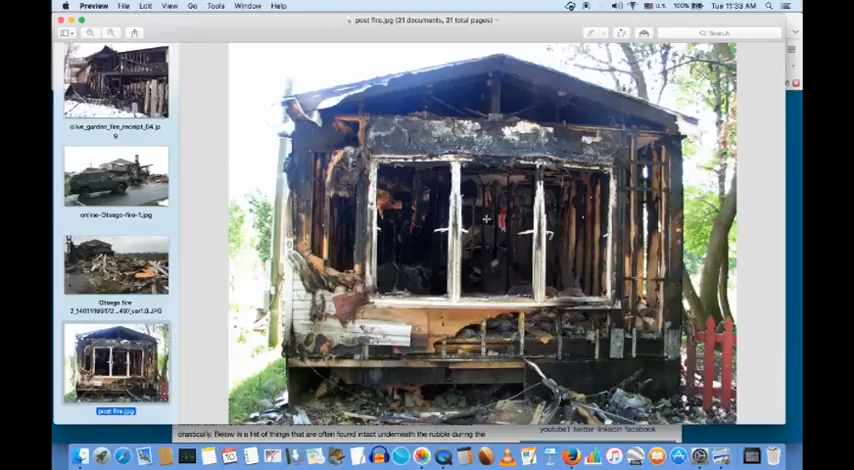 Preview File Edit View Go Tools Window Help
100% Tue 11:33 AM
post fire.jpg (21 documents, 21 total pages)
Search
olive_garden_fire_receipt_04.jp
g
online-Otsego-fire-1.jpg
Otsego fire
post fire.jpg
drastically. Below is a list of things that are often found intact underneath the rubble during the
youtube1 twitter linkedin facebook